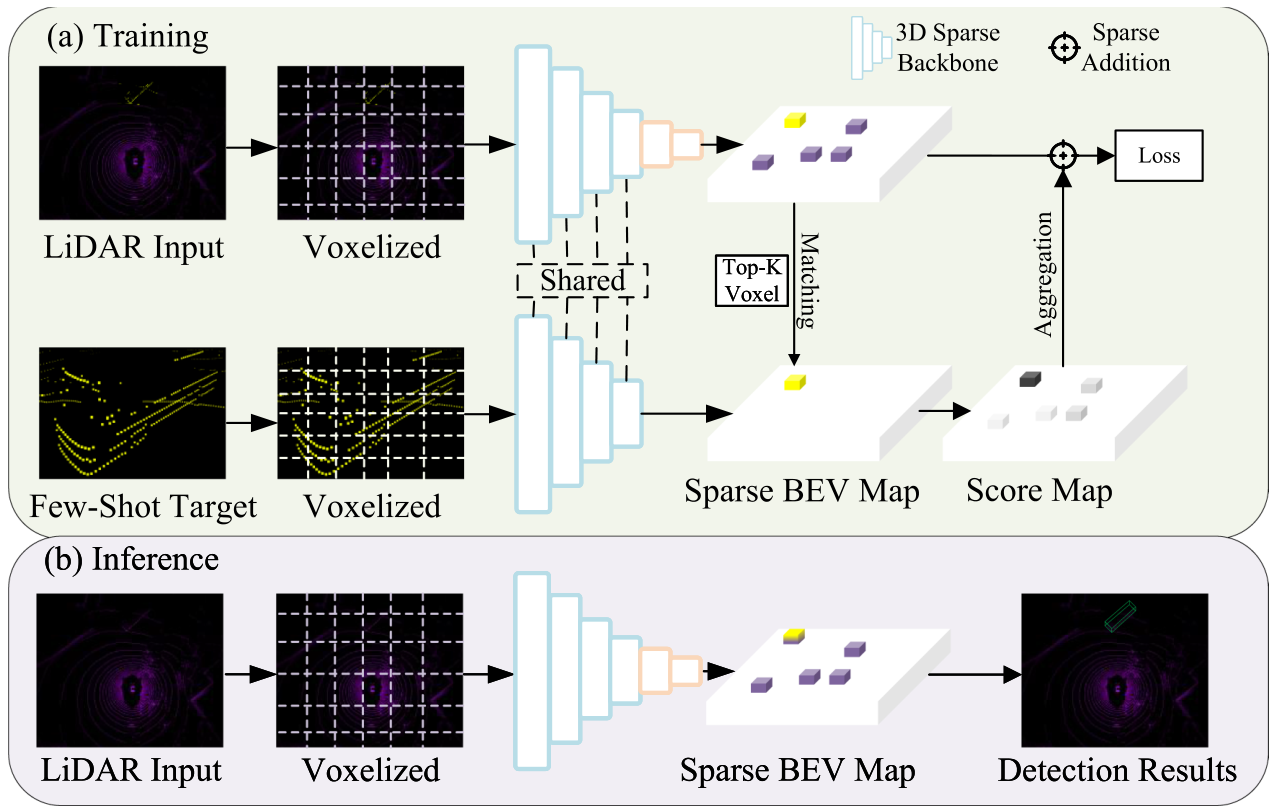 (a) Training
3D Sparse
Backbone
Sparse
Addition
LiDAR Input
Voxelized
Loss
Shared
Top-K
Voxel
Matching
Aggregation
Few-Shot Target
Voxelized
Sparse BEV Map
Score Map
(b) Inference
LiDAR Input
Voxelized
Sparse BEV Map
Detection Results